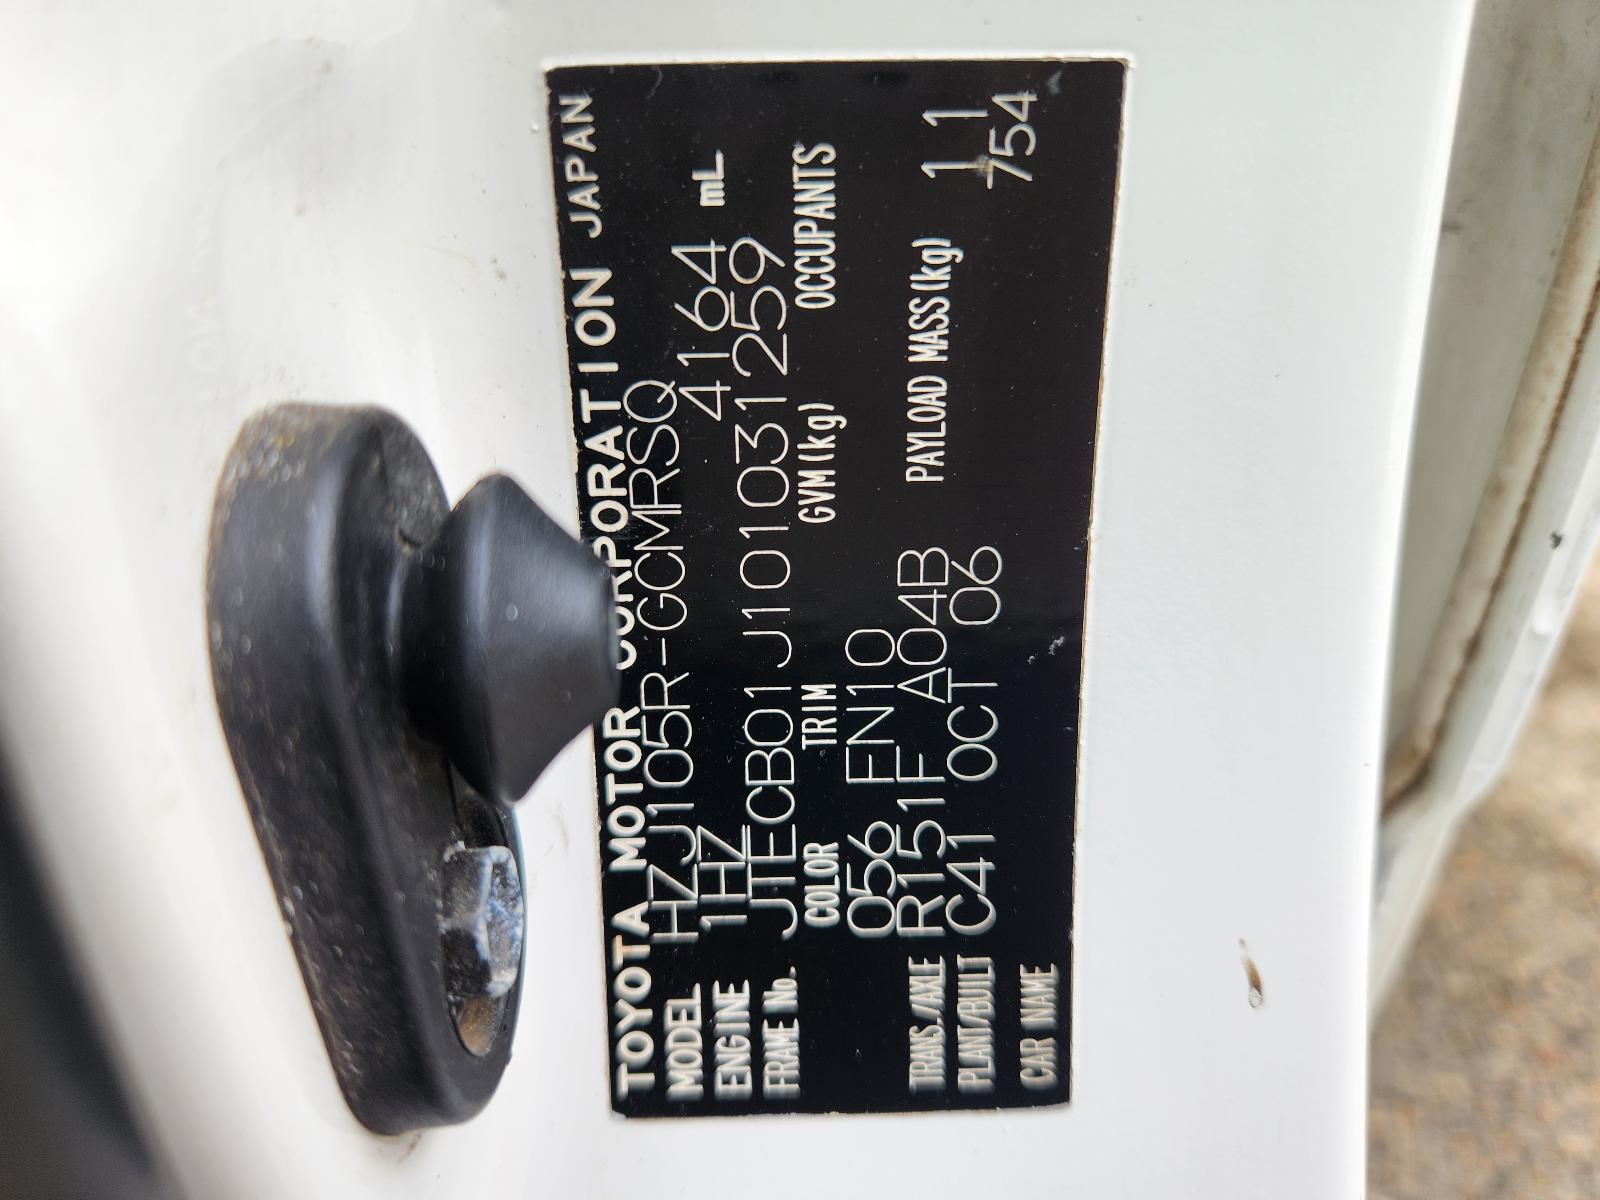 TOYOTA MOTOR CORPORATION JAPAN
MODEL HZJ105R-GCMRSQ
ENGINE 1HZ 4164 mL
FRAME No. JTECB01J101031259
COLOR TRIM GVM(kg) OCCUPANTS
056 FN10
TRANS./AXLE R151F A04B PAYLOAD MASS(kg) 11
PLANT/BUILT C41 OCT 06 754
CAR NAME